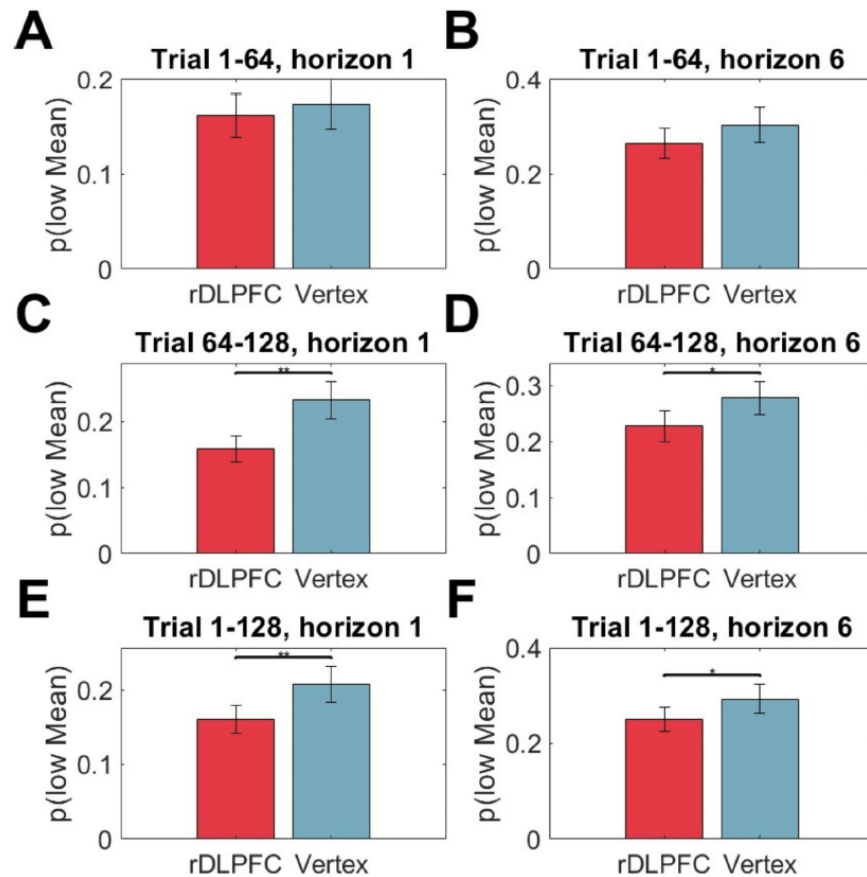 A
Trial 1-64, horizon 1
p(low Mean)
0.2
0.1
0
rDLPFC Vertex
B
Trial 1-64, horizon 6
p(low Mean)
0.4
0.2
0
rDLPFC Vertex
C
Trial 64-128, horizon 1
**
p(low Mean)
0.2
0.1
0
rDLPFC Vertex
D
Trial 64-128, horizon 6
*
p(low Mean)
0.3
0.2
0.1
0
rDLPFC Vertex
E
Trial 1-128, horizon 1
**
p(low Mean)
0.2
0.1
0
rDLPFC Vertex
F
Trial 1-128, horizon 6
*
p(low Mean)
0.4
0.2
0
rDLPFC Vertex